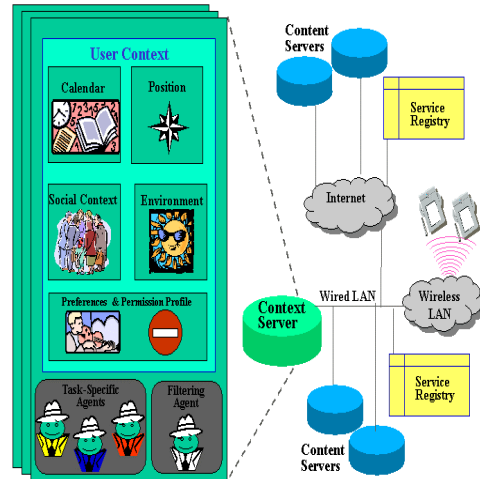 User Context
Calendar
Position
Social Context
Environment
Preferences & Permission Profile
Task-Specific
Agents
Filtering
Agent
Content
Servers
Service
Registry
Internet
Wired LAN
Wireless
LAN
Context
Server
Service
Registry
Content
Servers